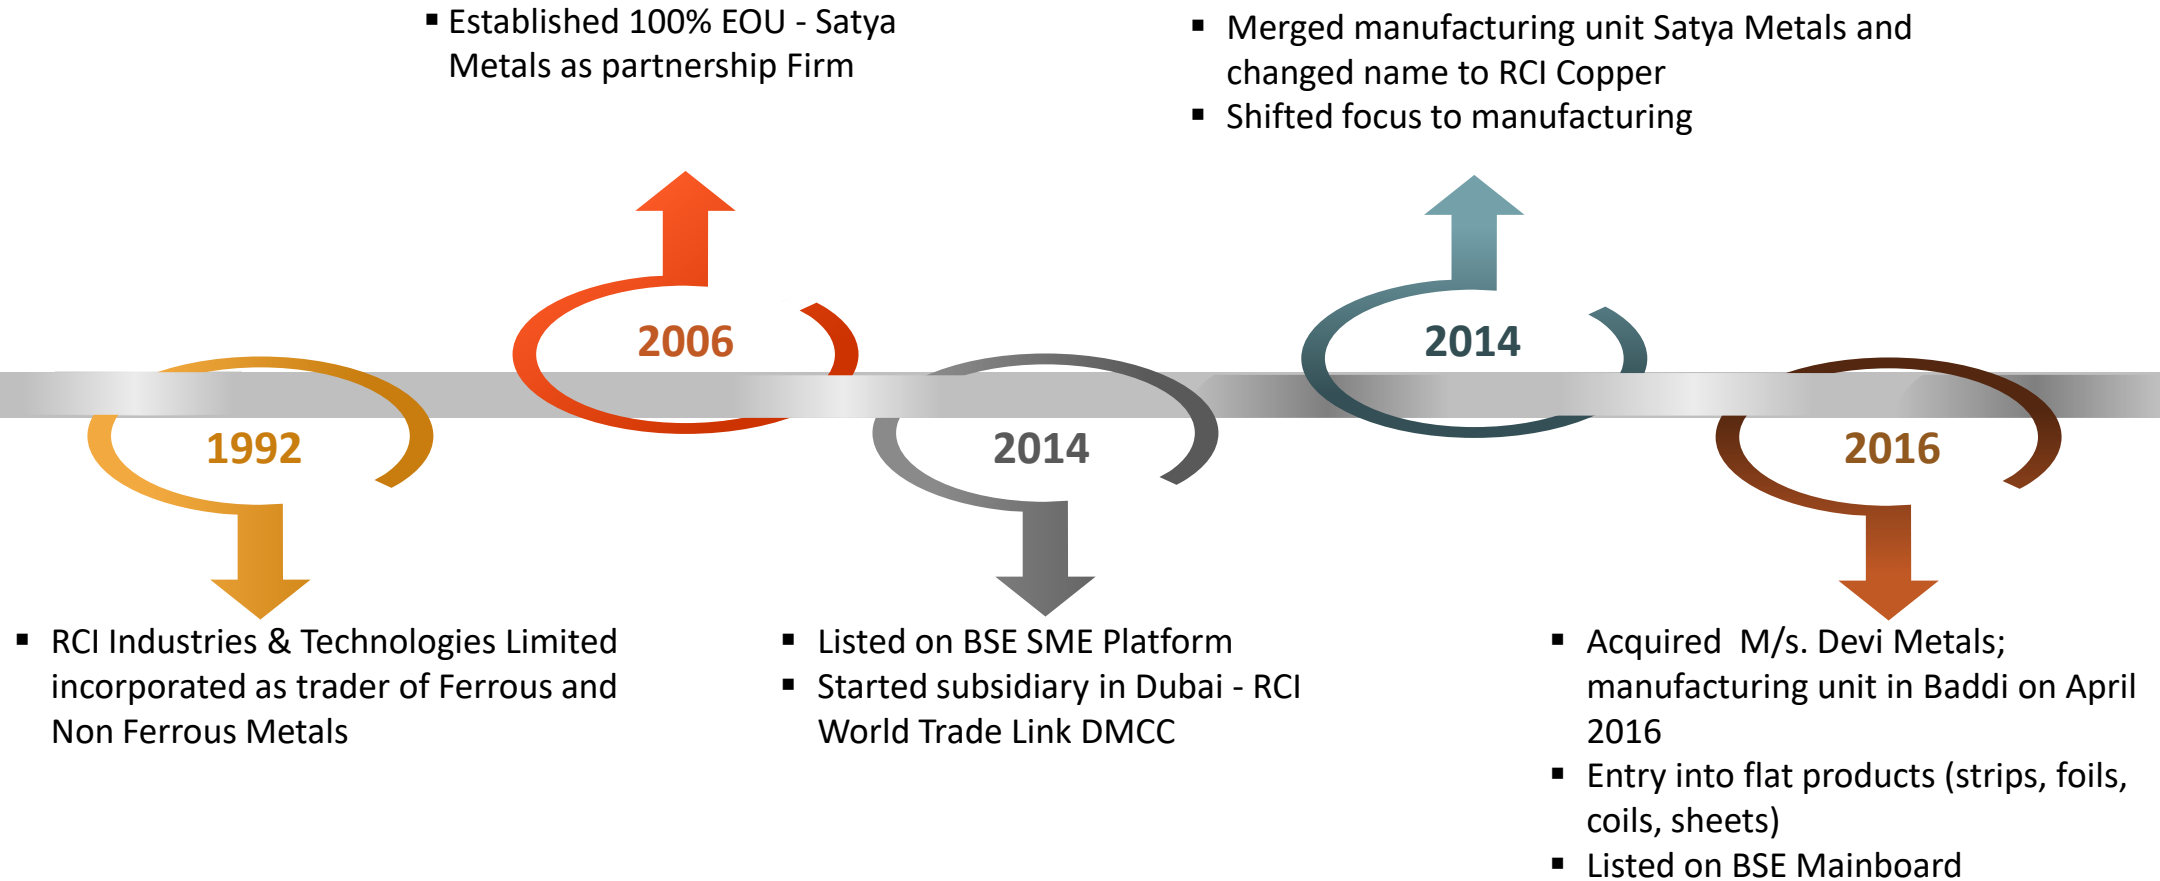 ▪ Established 100% EOU - Satya
Metals as partnership Firm
▪ Merged manufacturing unit Satya Metals and
changed name to RCI Copper
▪ Shifted focus to manufacturing
2006
2014
1992
2014
2016
▪ RCI Industries & Technologies Limited
incorporated as trader of Ferrous and
Non Ferrous Metals
▪ Listed on BSE SME Platform
▪ Started subsidiary in Dubai - RCI
World Trade Link DMCC
▪ Acquired M/s. Devi Metals;
manufacturing unit in Baddi on April
2016
▪ Entry into flat products (strips, foils,
coils, sheets)
▪ Listed on BSE Mainboard